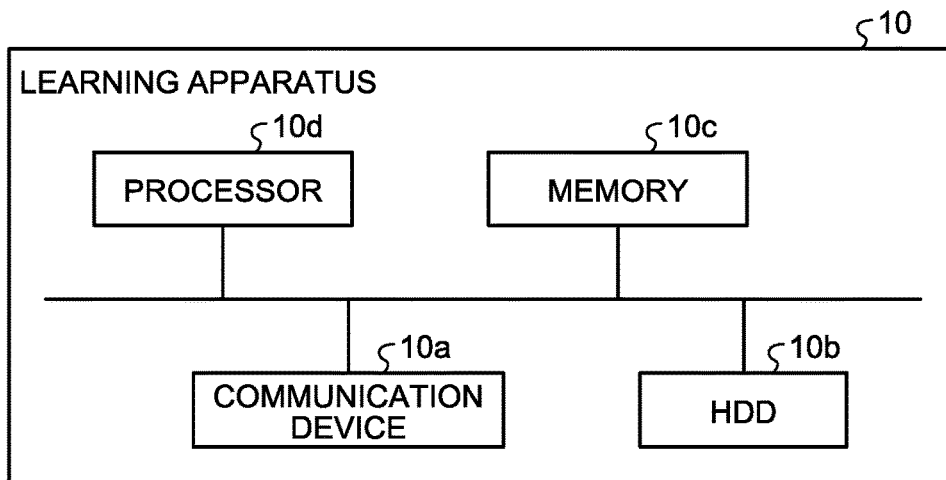 10
LEARNING APPARATUS
10d
10c
PROCESSOR
MEMORY
10a
10b
COMMUNICATION
DEVICE
HDD